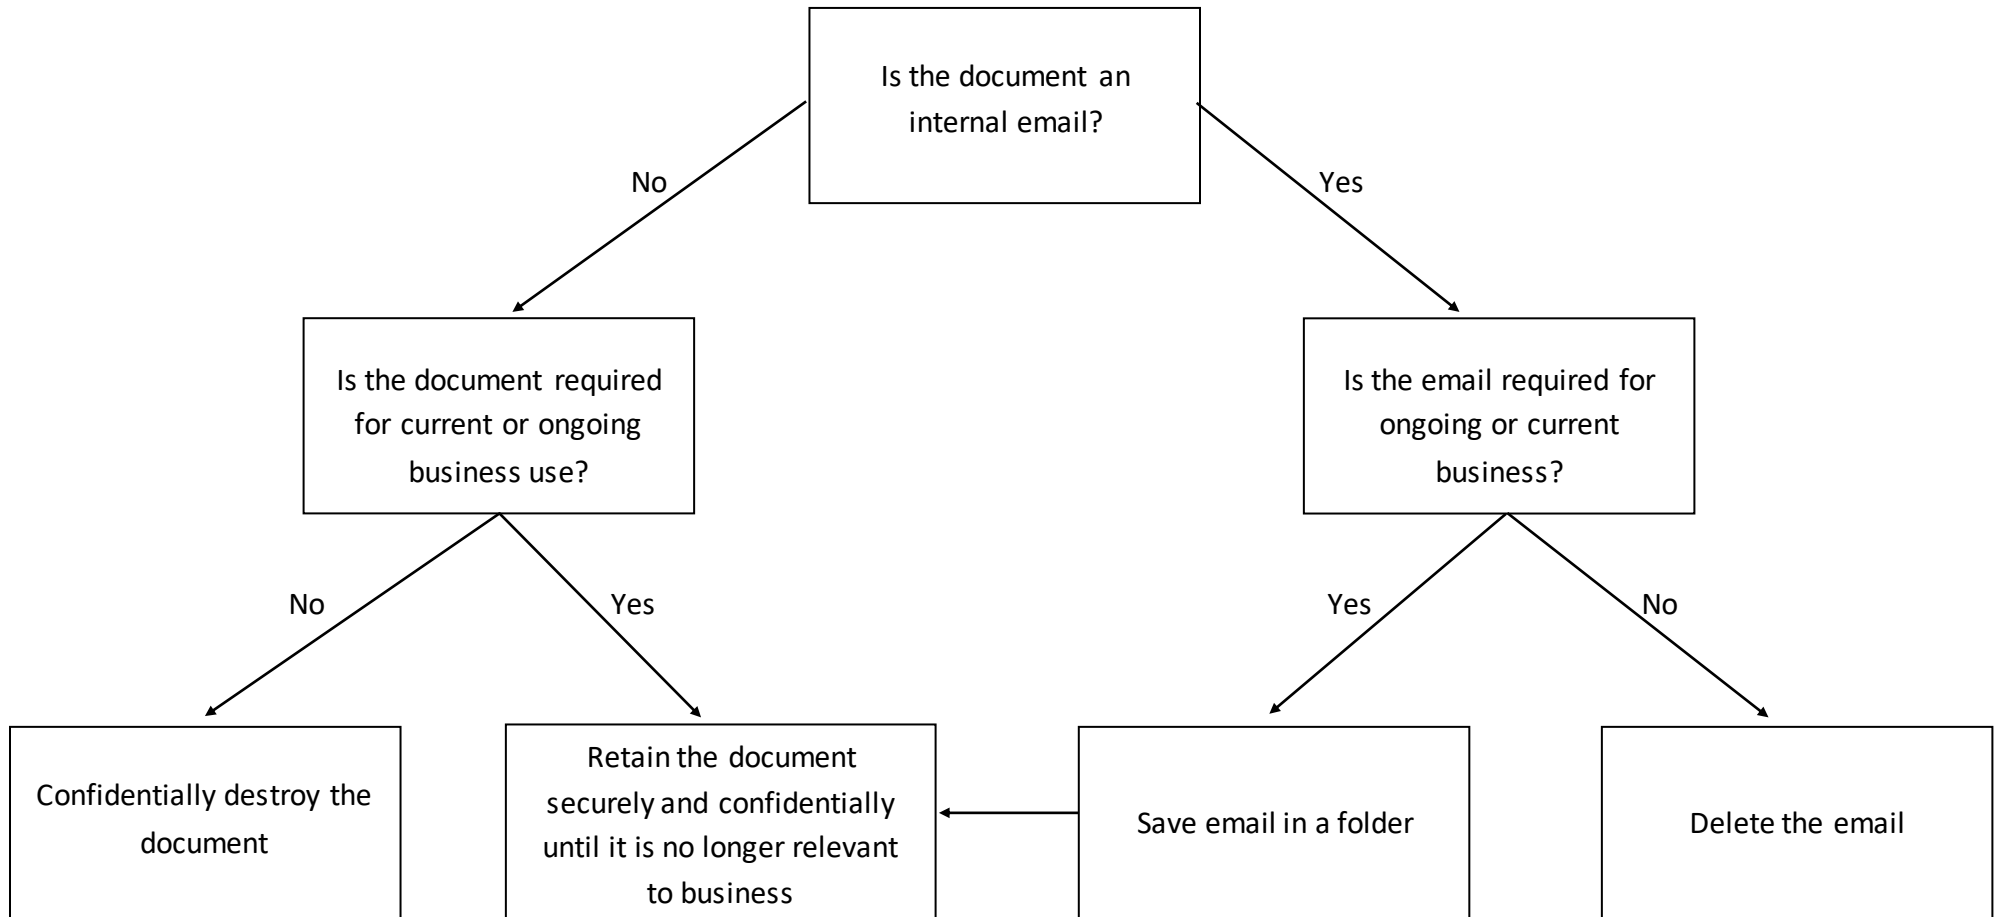 Is the document an
internal email?
No
Yes
Is the document required
for current or ongoing
business use?
Is the email required for
ongoing or current
business?
No
Yes
Yes
No
Confidentially destroy the
document
Retain the document
securely and confidentially
until it is no longer relevant
to business
Save email in a folder
Delete the email